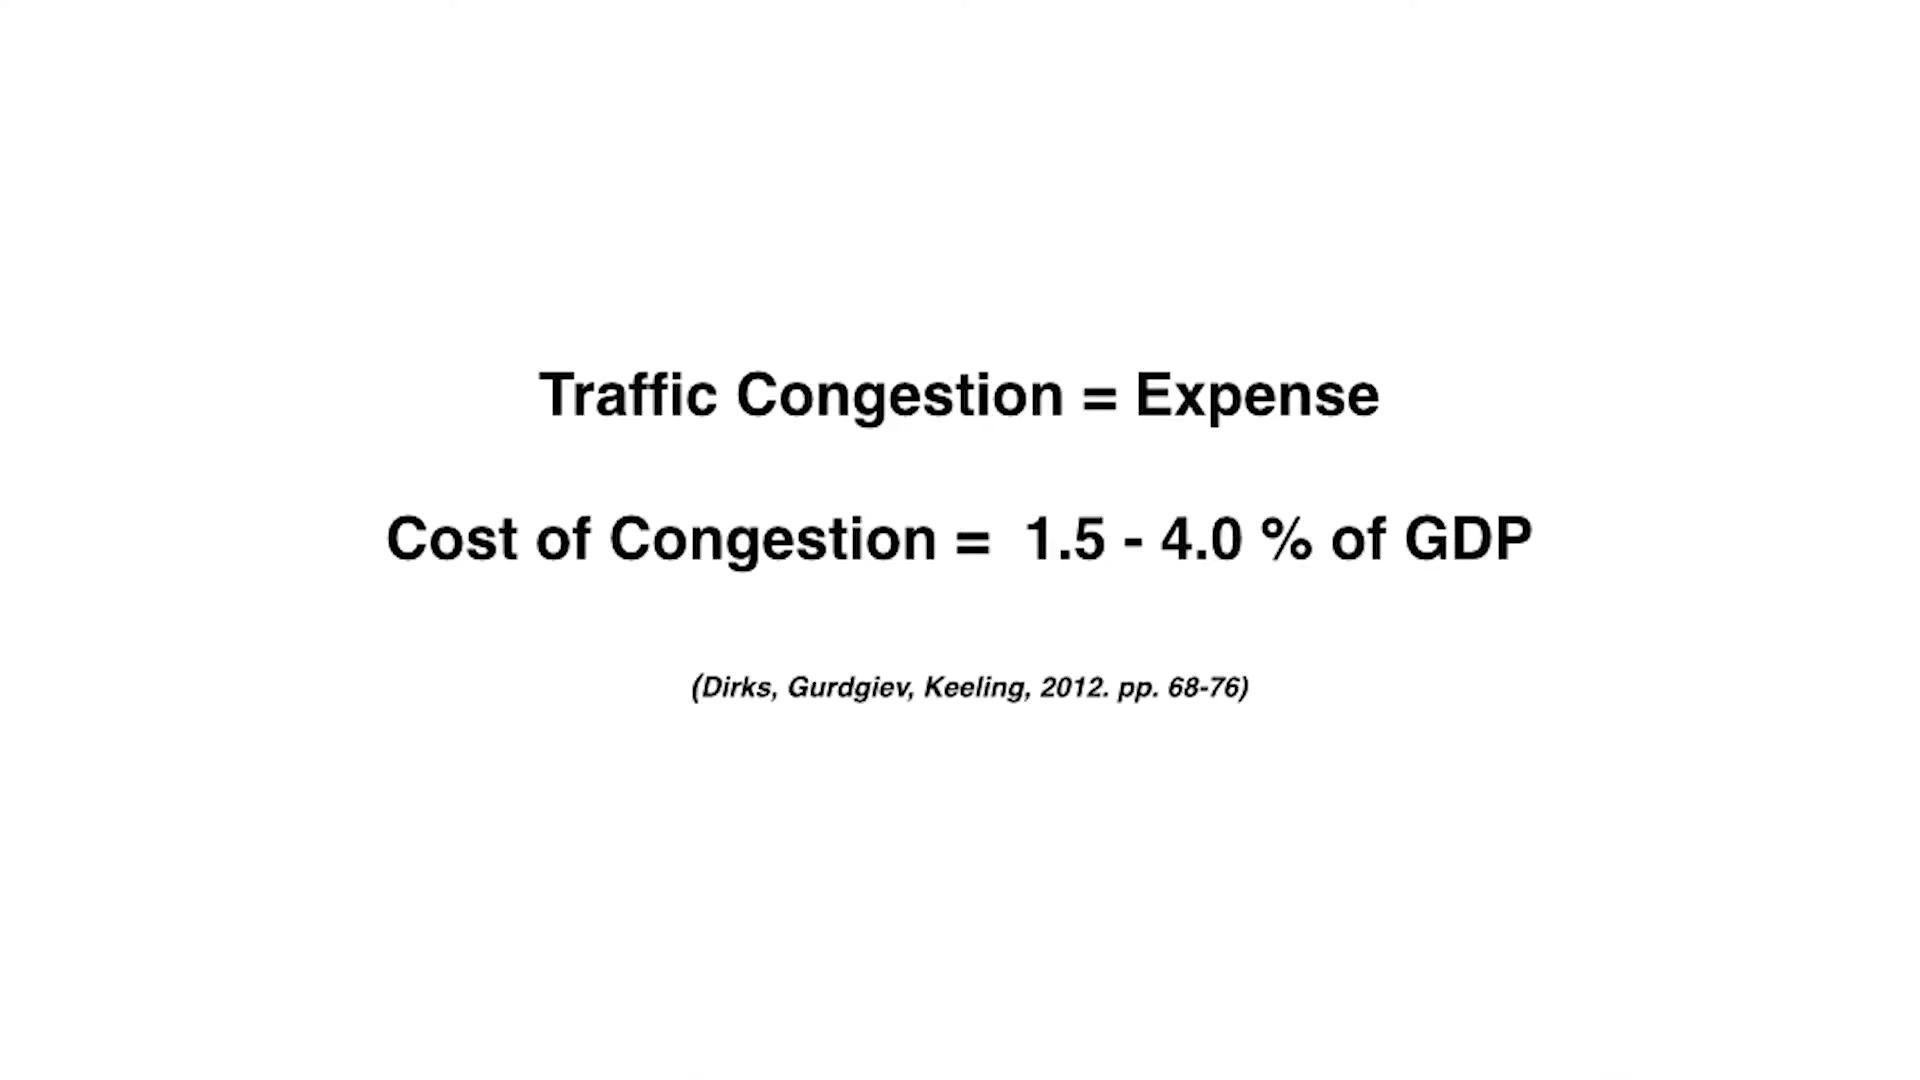 Traffic Congestion = Expense
Cost of Congestion =  1.5 - 4.0 % of GDP
(Dirks, Gurdgiev, Keeling, 2012. pp. 68-76)